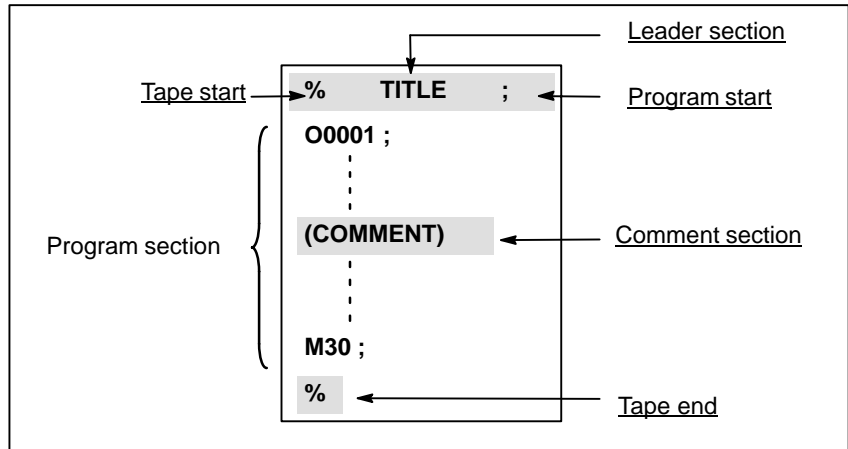 Leader section
Tape start
% TITLE ;
Program start
O0001 ;
Program section
(COMMENT)
Comment section
M30 ;
%
Tape end